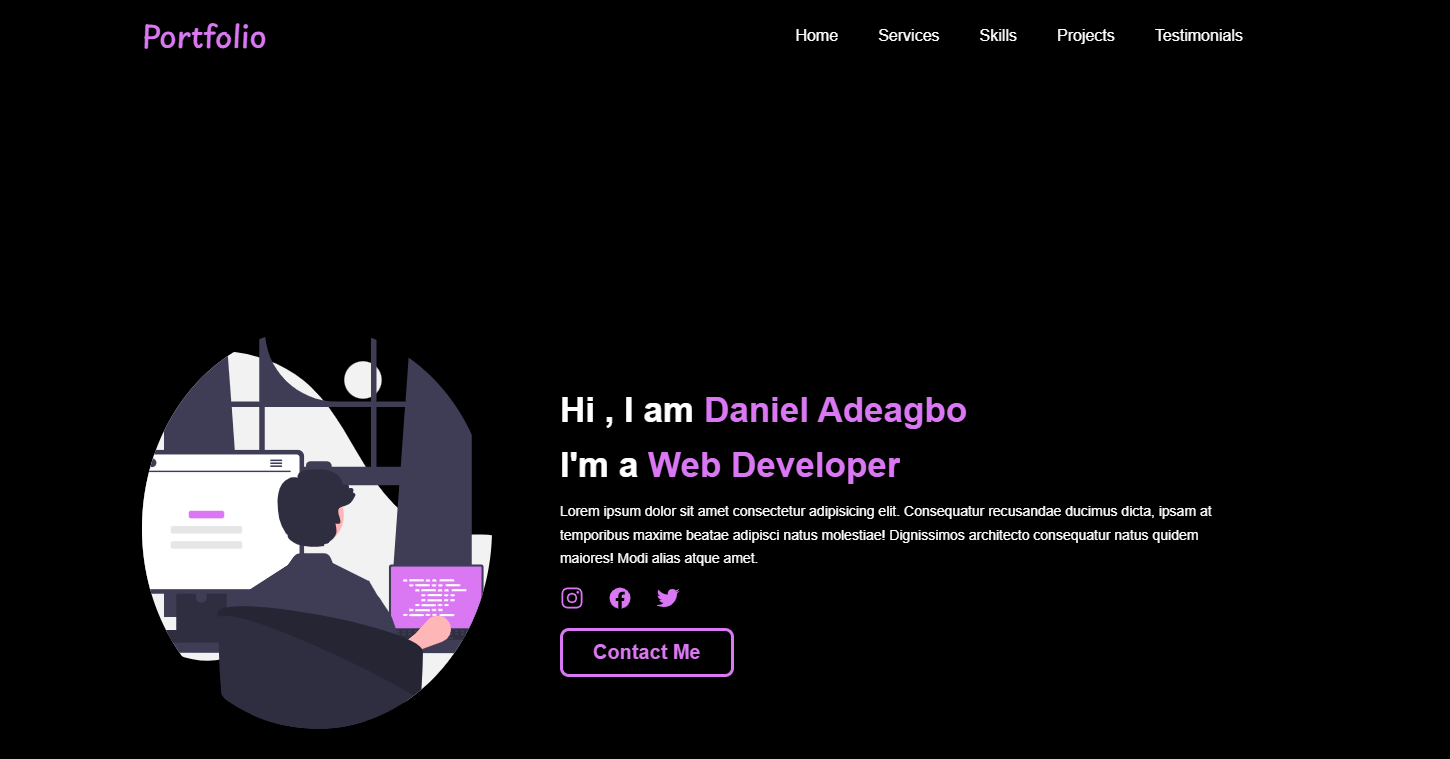 Portfolio
Home Services Skills Projects Testimonials
Hi , I am Daniel Adeagbo
I'm a Web Developer
Lorem ipsum dolor sit amet consectetur adipisicing elit. Consequatur recusandae ducimus dicta, ipsam at
temporibus maxime beatae adipisci natus molestiae! Dignissimos architecto consequatur natus quidem
maiores! Modi alias atque amet.
Contact Me